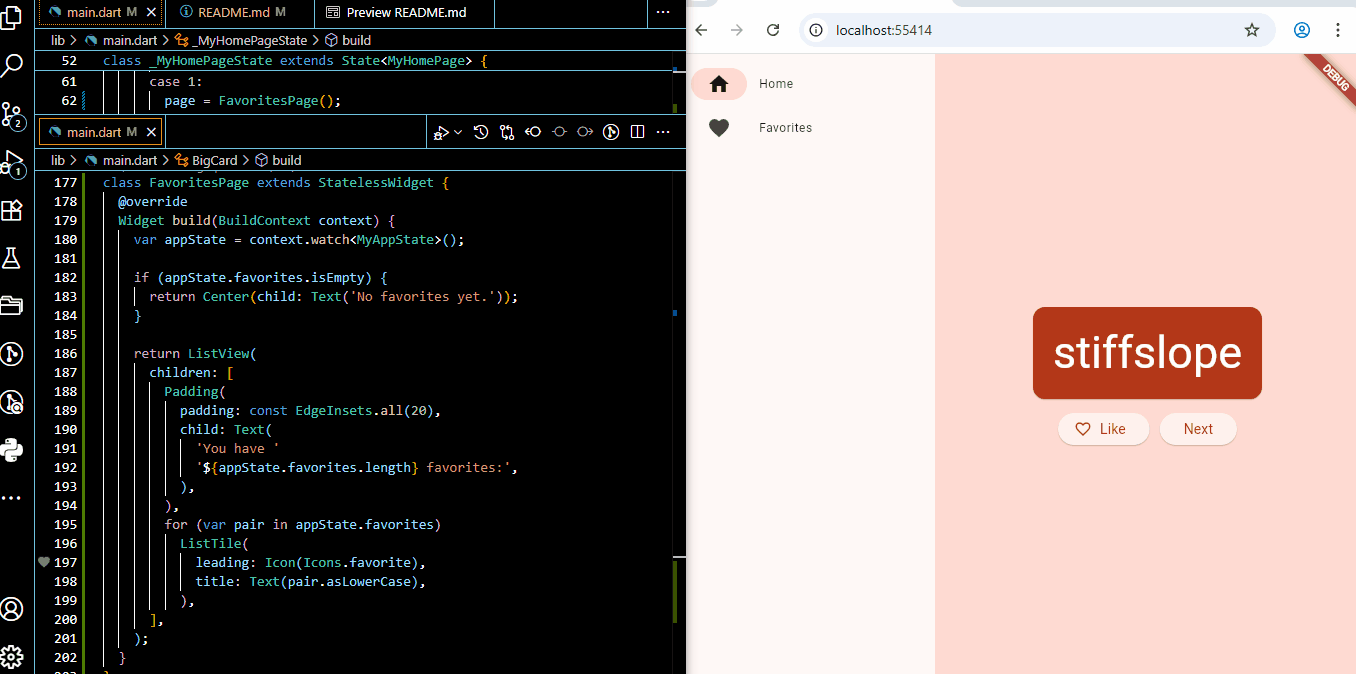 main.dart M README.md M Preview README.md
lib > main.dart > _MyHomePageState > build
52 class _MyHomePageState extends State<MyHomePage> {
61 case 1:
62 page = FavoritesPage();
main.dart M
lib > main.dart > BigCard > build
177 class FavoritesPage extends StatelessWidget {
178 @override
179 Widget build(BuildContext context) {
180 var appState = context.watch<MyAppState>();
181
182 if (appState.favorites.isEmpty) {
183 return Center(child: Text('No favorites yet.'));
184 }
185
186 return ListView(
187 children: [
188 Padding(
189 padding: const EdgeInsets.all(20),
190 child: Text(
191 'You have '
192 '${appState.favorites.length} favorites:',
193 ),
194 ),
195 for (var pair in appState.favorites)
196 ListTile(
197 leading: Icon(Icons.favorite),
198 title: Text(pair.asLowerCase),
199 ),
200 ],
201 );
202 }
2
1
localhost:55414
DEBUG
Home
Favorites
stiffslope
Like Next